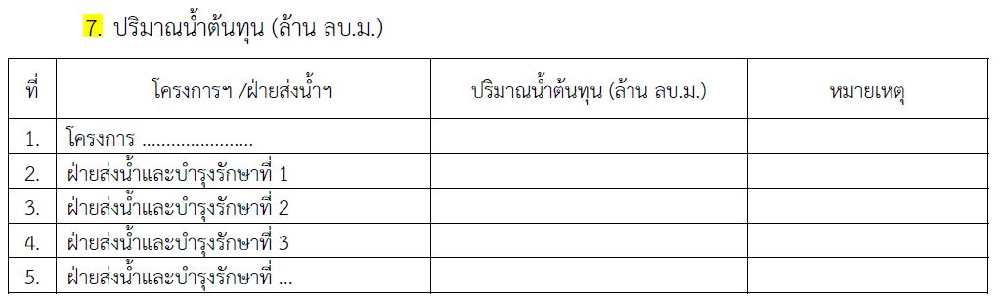 7. ปริมาณน้ำต้นทุน (ล้าน ลบ.ม.)
ที่ โครงการฯ /ฝ่ายส่งน้ำฯ ปริมาณน้ำต้นทุน (ล้าน ลบ.ม.) หมายเหตุ
1. โครงการ .......................
2. ฝ่ายส่งน้ำและบำรุงรักษาที่ 1
3. ฝ่ายส่งน้ำและบำรุงรักษาที่ 2
4. ฝ่ายส่งน้ำและบำรุงรักษาที่ 3
5. ฝ่ายส่งน้ำและบำรุงรักษาที่ ...